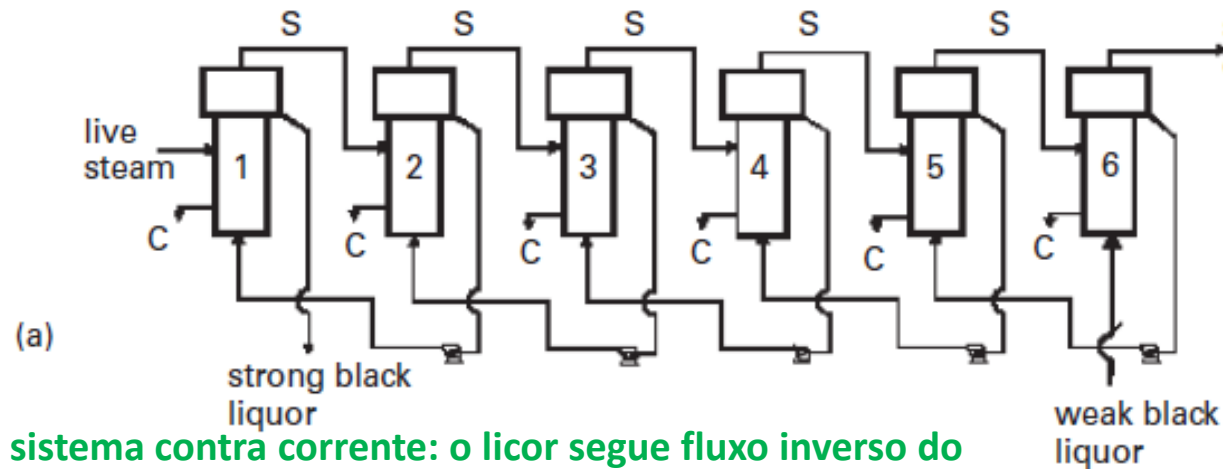 S S S S S
live
steam
1 2 3 4 5 6
C C C C C C
(a)
strong black
liquor
weak black
liquor
sistema contra corrente: o licor segue fluxo inverso do